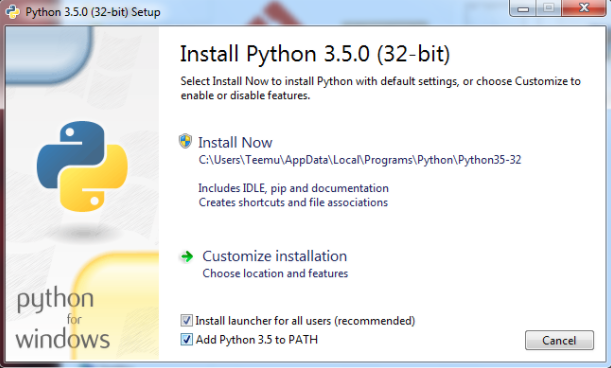 Python 3.5.0 (32-bit) Setup
Install Python 3.5.0 (32-bit)
Select Install Now to install Python with default settings, or choose Customize to
enable or disable features.
Install Now
C:\Users\Teemu\AppData\Local\Programs\Python\Python35-32
Includes IDLE, pip and documentation
Creates shortcuts and file associations
Customize installation
Choose location and features
python
for
windows
Install launcher for all users (recommended)
Add Python 3.5 to PATH
Cancel